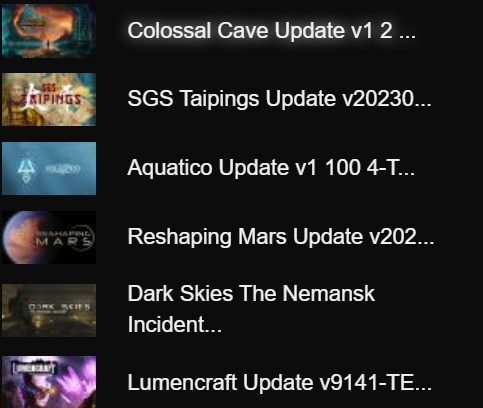 Colossal Cave Update v1 2 ...
SGS
TAIPINGS
SGS Taipings Update v20230...
AQUATICO
Aquatico Update v1 100 4-T...
RESHAPING
MARS
Reshaping Mars Update v202...
DARK SKIES
Dark Skies The Nemansk
Incident...
LUMENCRAFT
Lumencraft Update v9141-TE...